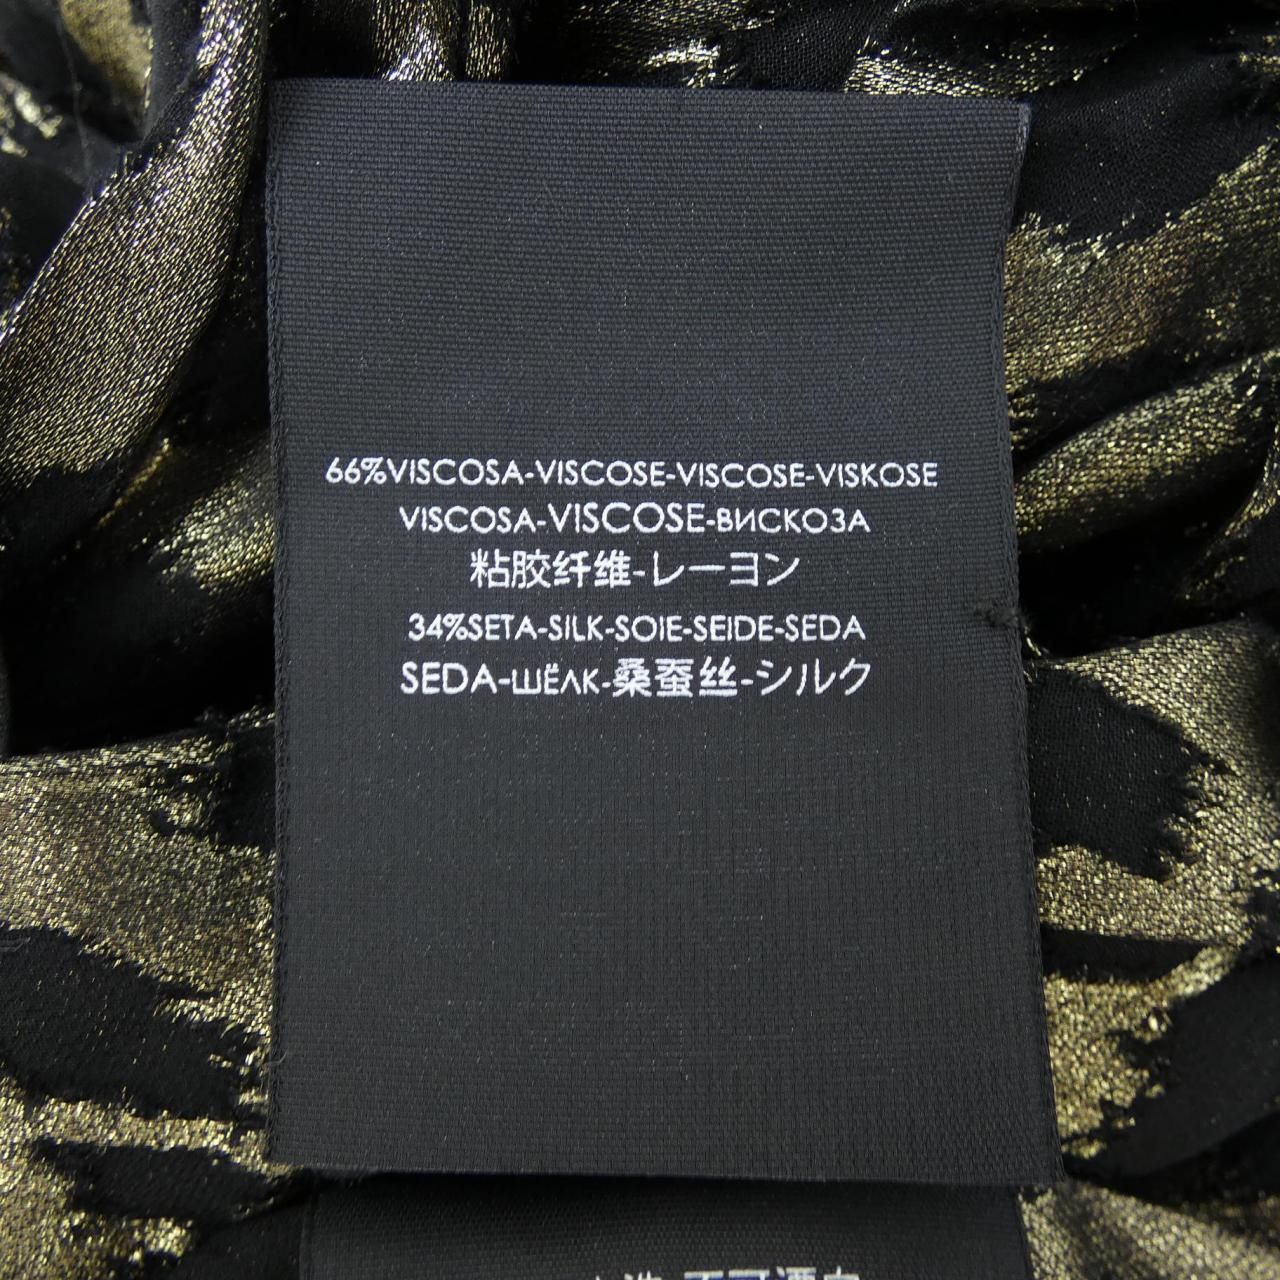 66%VISCOSA-VISCOSE-VISCOSE-VISKOSE
VISCOSA-VISCOSE-ВИСКОЗА
粘胶纤维-レーヨン
34%SETA-SILK-SOIE-SEIDE-SEDA
SEDA-ШЁЛК-桑蚕丝-シルク